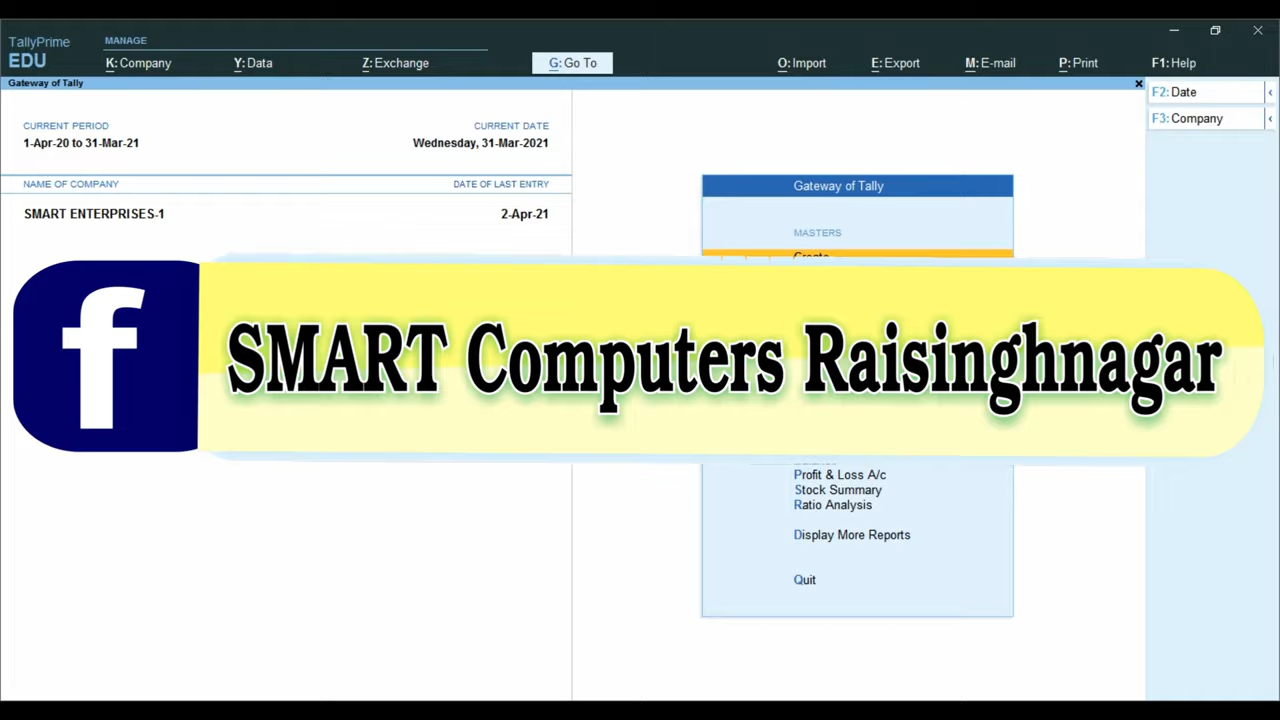 TallyPrime
EDU
MANAGE
K: Company
Y: Data
Z: Exchange
G: Go To
O: Import
E: Export
M: E-mail
P: Print
F1: Help
Gateway of Tally
F2: Date
F3: Company
CURRENT PERIOD
CURRENT DATE
1-Apr-20 to 31-Mar-21
Wednesday, 31-Mar-2021
NAME OF COMPANY
DATE OF LAST ENTRY
SMART ENTERPRISES-1
2-Apr-21
Gateway of Tally
MASTERS
Create
f SMART Computers Raisinghnagar
Profit & Loss A/c
Stock Summary
Ratio Analysis
Display More Reports
Quit